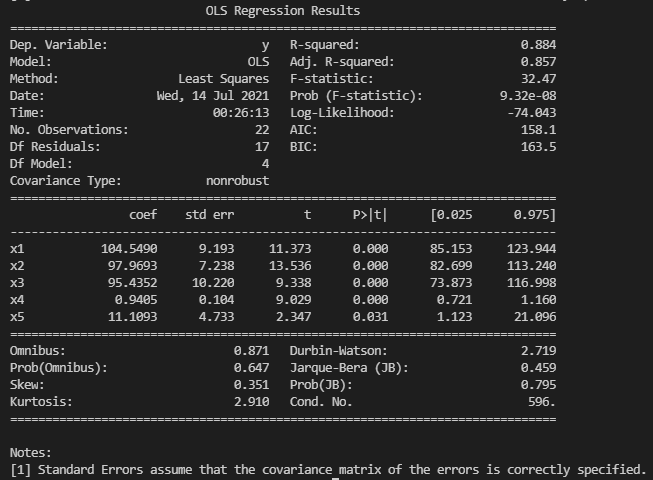 OLS Regression Results
==============================================================================
Dep. Variable:                      y   R-squared:                       0.884
Model:                            OLS   Adj. R-squared:                  0.857
Method:                 Least Squares   F-statistic:                     32.47
Date:                Wed, 14 Jul 2021   Prob (F-statistic):           9.32e-08
Time:                        00:26:13   Log-Likelihood:                -74.043
No. Observations:                  22   AIC:                             158.1
Df Residuals:                      17   BIC:                             163.5
Df Model:                           4
Covariance Type:            nonrobust
==============================================================================
                 coef    std err          t      P>|t|      [0.025      0.975]
------------------------------------------------------------------------------
x1           104.5490      9.193     11.373      0.000      85.153     123.944
x2            97.9693      7.238     13.536      0.000      82.699     113.240
x3            95.4352     10.220      9.338      0.000      73.873     116.998
x4             0.9405      0.104      9.029      0.000       0.721       1.160
x5            11.1093      4.733      2.347      0.031       1.123      21.096
==============================================================================
Omnibus:                        0.871   Durbin-Watson:                   2.719
Prob(Omnibus):                  0.647   Jarque-Bera (JB):                0.459
Skew:                           0.351   Prob(JB):                        0.795
Kurtosis:                       2.910   Cond. No.                         596.
==============================================================================
Notes:
[1] Standard Errors assume that the covariance matrix of the errors is correctly specified.